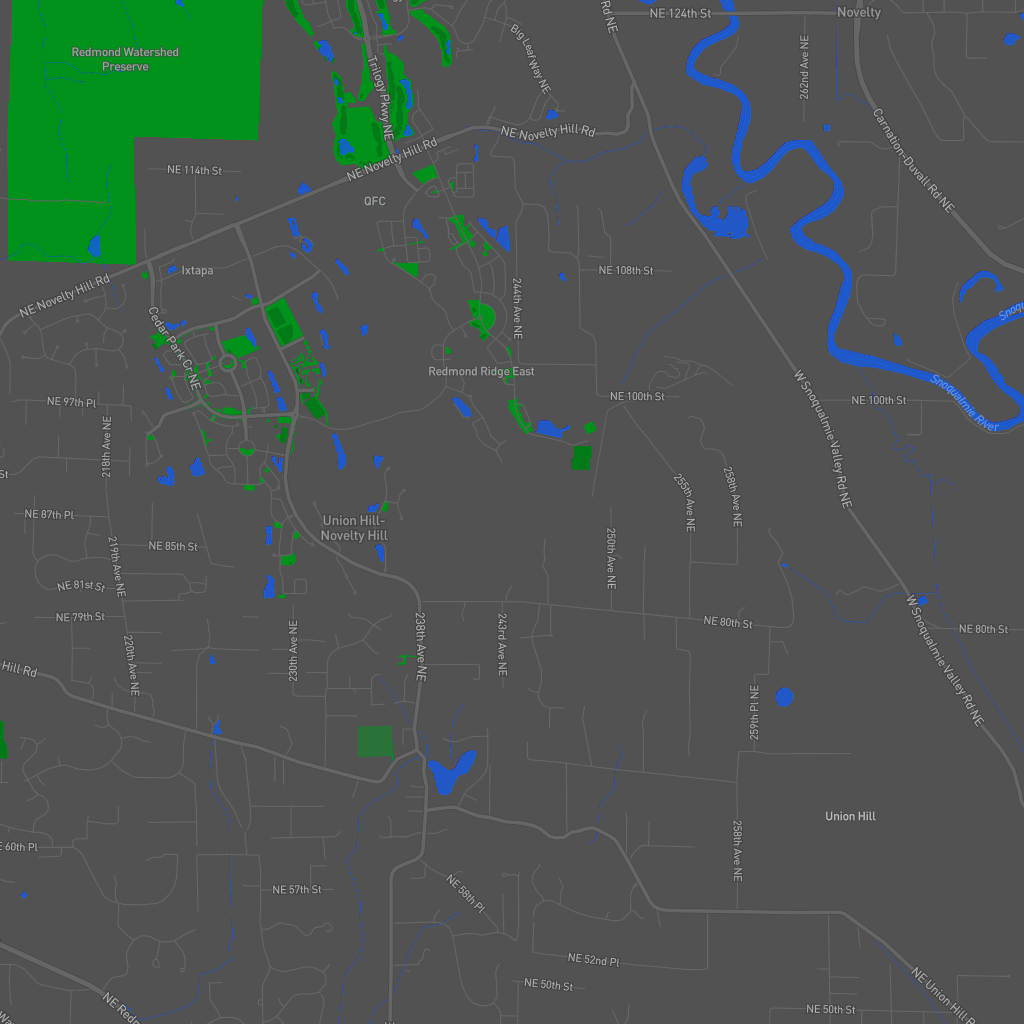 NE 124th St
Novelty
Rd NE
Redmond Watershed
Preserve
Big Leaf Way NE
Trilogy Pkwy NE
262nd Ave NE
NE Novelty Hill Rd
NE Novelty Hill Rd
Carnation-Duvall Rd NE
NE 114th St
QFC
Ixtapa
NE 108th St
NE Novelty Hill Rd
244th Ave NE
Cedar Park Cr NE
Redmond Ridge East
W Snoqualmie Valley Rd NE
Snoqualmie River
NE 97th Pl
NE 100th St
NE 100th St
218th Ave NE
St
255th Ave NE
258th Ave NE
NE 87th Pl
Union Hill-
Novelty Hill
NE 85th St
219th Ave NE
250th Ave NE
NE 81st St
NE 79th St
NE 80th St
NE 80th St
W Snoqualmie Valley Rd NE
220th Ave NE
230th Ave NE
238th Ave NE
243rd Ave NE
Hill Rd
259th Pl NE
Union Hill
258th Ave NE
NE 60th Pl
NE 57th St
NE 58th Pl
NE 52nd Pl
NE 50th St
NE 50th St
NE Union Hill R
NE Redn